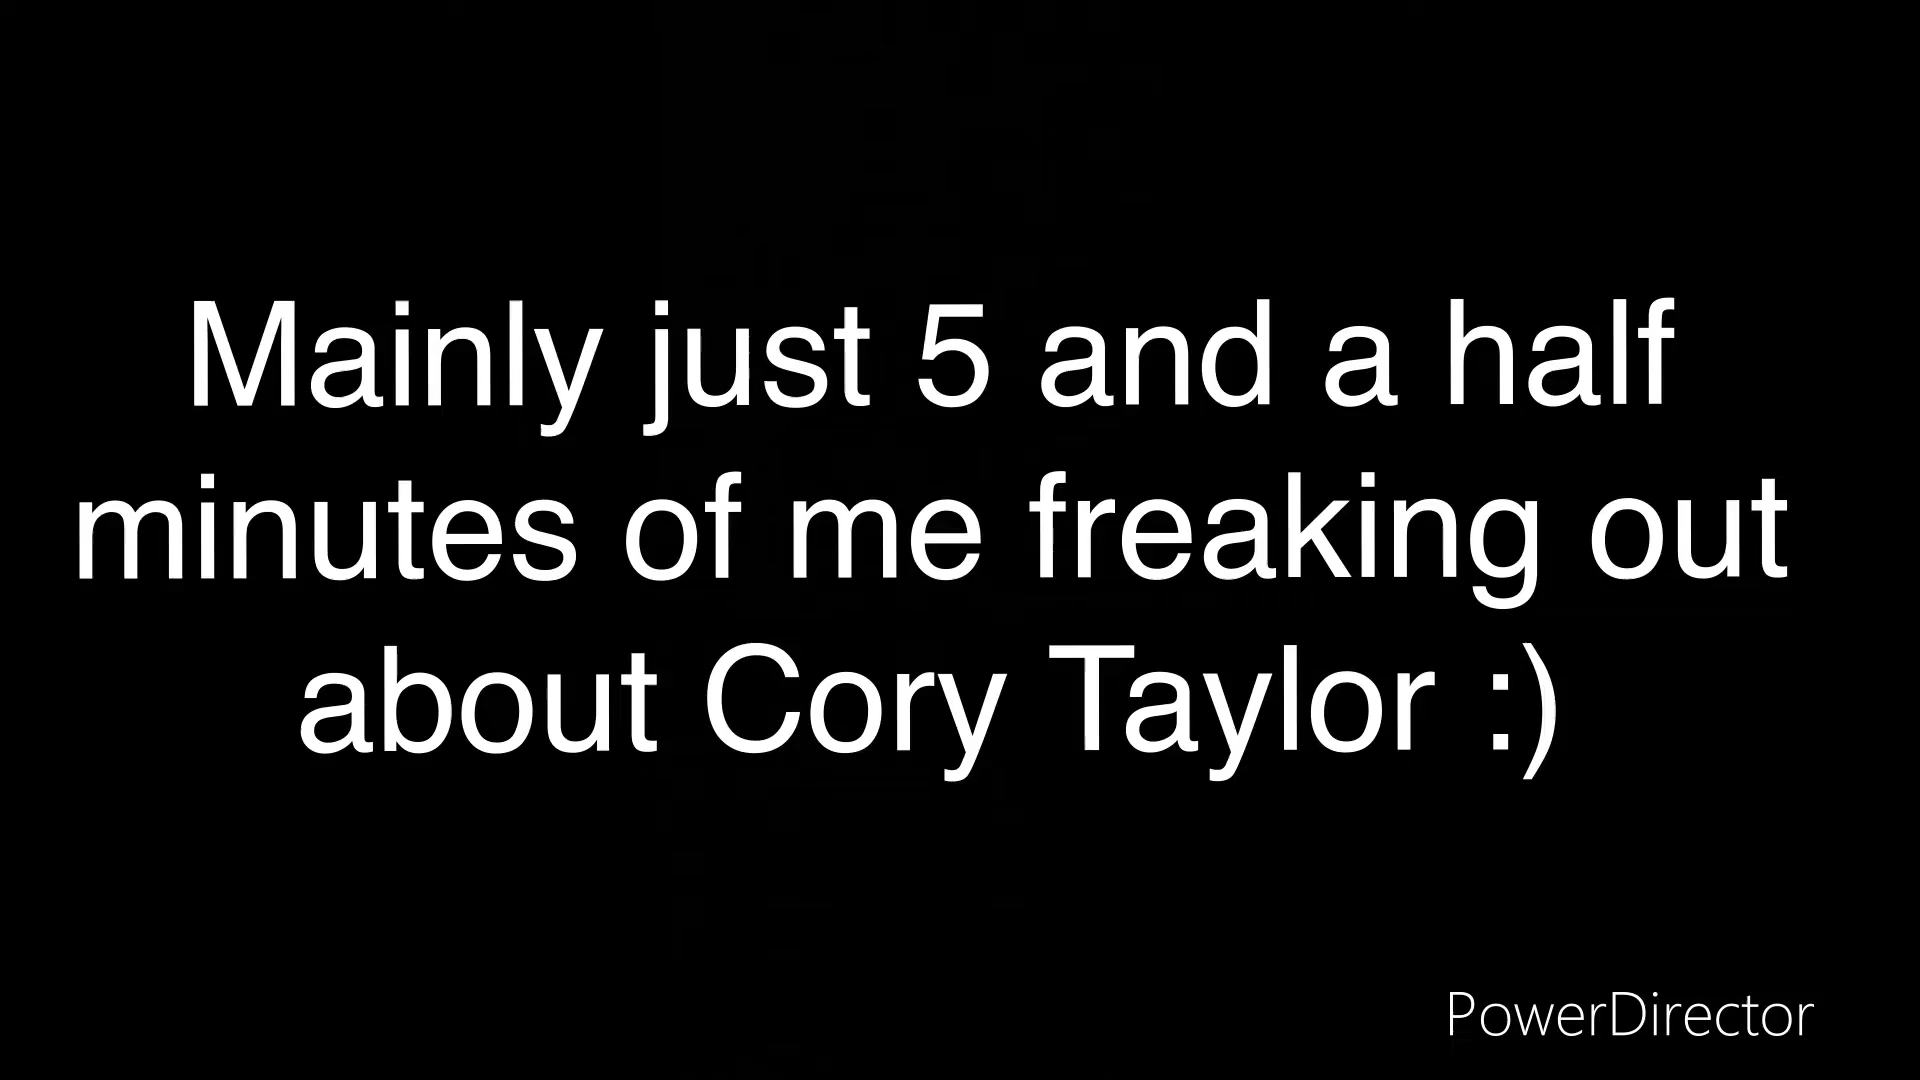 Mainly just 5 and a half
minutes of me freaking out
about Cory Taylor :)
PowerDirector